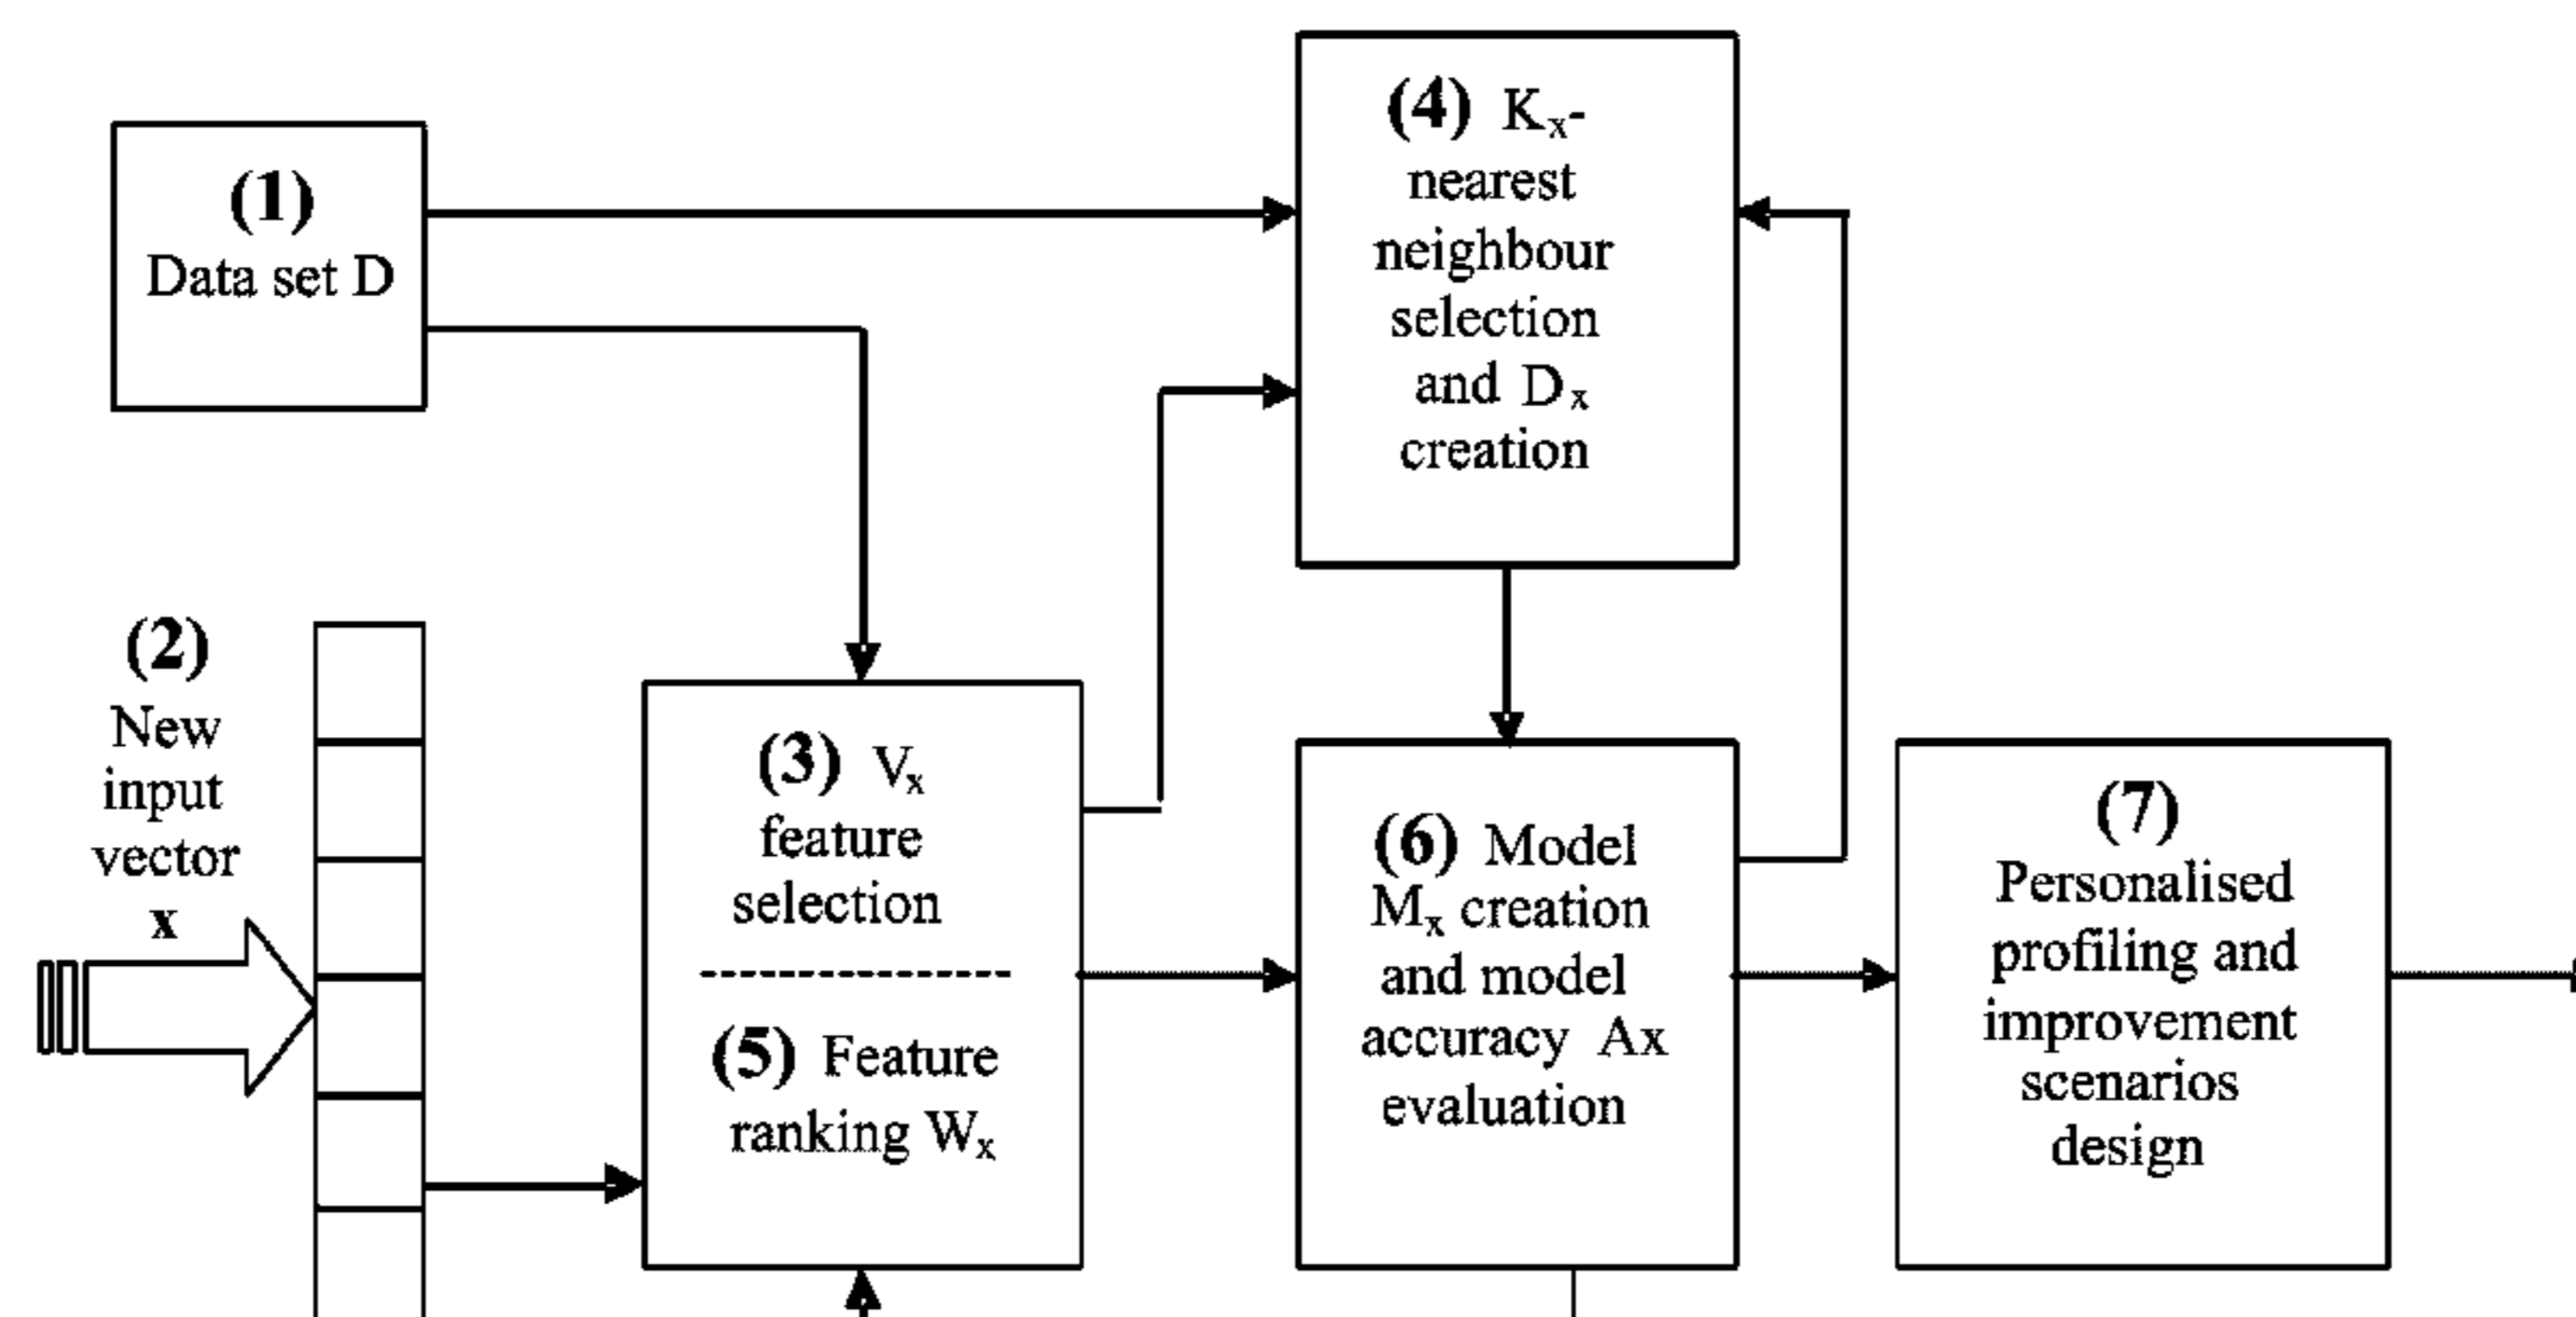 (1)
Data set D
(2)
New
input
vector
x
(3) Vx
feature
selection
(5) Feature
ranking Wx
(4) Kx-
nearest
neighbour
selection
and Dx
creation
(6) Model
Mx creation
and model
accuracy Ax
evaluation
(7)
Personalised
profiling and
improvement
scenarios
design